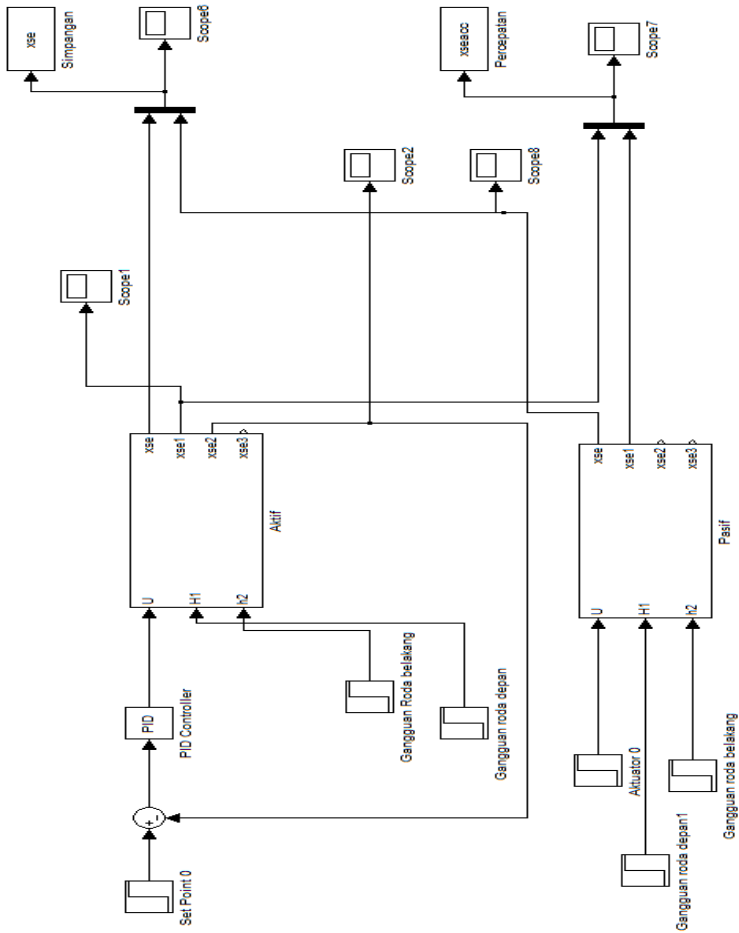 xse
Simpangan
Scope6
Scope1
+
-
Set Point 0
PID
PID Controller
U
H1
h2
xse
xse1
xse2
xse3
Aktif
Gangguan Roda belakang
Gangguan roda depan
Scope2
Scope8
xseacc
Percepatan
Scope7
Aktuator 0
Gangguan roda depan1
Gangguan roda belakang
U
H1
h2
xse
xse1
xse2
xse3
Pasif